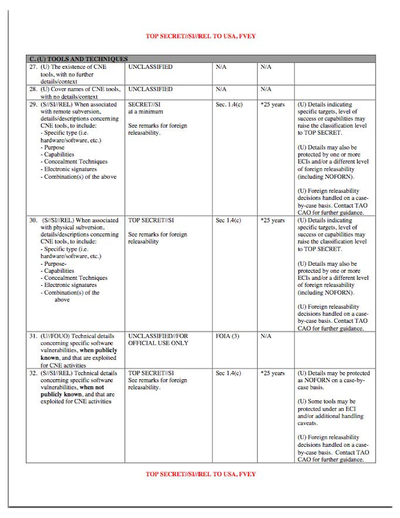 TOP SECRET//SI//REL TO USA, FVEY
C. (U) TOOLS AND TECHNIQUES
27. (U) The existence of CNE tools, with no further details/context
UNCLASSIFIED
N/A
N/A
28. (U) Cover names of CNE tools, with no details/context
UNCLASSIFIED
N/A
N/A
29. (S//SI//REL) When associated with remote subversion, details/descriptions concerning CNE tools, to include:
- Specific type (i.e. hardware/software, etc.)
- Purpose
- Capabilities
- Concealment Techniques
- Electronic signatures
- Combination(s) of the above
SECRET//SI at a minimum
See remarks for foreign releasability.
Sec. 1.4(c)
*25 years
(U) Details indicating specific targets, level of success or capabilities may raise the classification level to TOP SECRET.
(U) Details may also be protected by one or more ECIs and/or a different level of foreign releasability (including NOFORN).
(U) Foreign releasability decisions handled on a case-by-case basis. Contact TAO CAO for further guidance.
30. (S//SI//REL) When associated with physical subversion, details/descriptions concerning CNE tools, to include:
- Specific type (i.e. hardware/software, etc.)
- Purpose-
- Capabilities
- Concealment Techniques
- Electronic signatures
- Combination(s) of the above
TOP SECRET//SI
See remarks for foreign releasability
Sec 1.4(c)
*25 years
(U) Details indicating specific targets, level of success or capabilities may raise the classification level to TOP SECRET.
(U) Details may also be protected by one or more ECIs and/or a different level of foreign releasability (including NOFORN).
(U) Foreign releasability decisions handled on a case-by-case basis. Contact TAO CAO for further guidance.
31. (U//FOUO) Technical details concerning specific software vulnerabilities, when publicly known, and that are exploited for CNE activities
UNCLASSIFIED//FOR OFFICIAL USE ONLY
FOIA (3)
N/A
32. (S//SI//REL) Technical details concerning specific software vulnerabilities, when not publicly known, and that are exploited for CNE activities
TOP SECRET//SI
See remarks for foreign releasability.
Sec 1.4(c)
*25 years
(U) Details may be protected as NOFORN on a case-by-case basis.
(U) Some tools may be protected under an ECI and/or additional handling caveats.
(U) Foreign releasability decisions handled on a case-by-case basis. Contact TAO CAO for further guidance.
TOP SECRET//SI//REL TO USA, FVEY